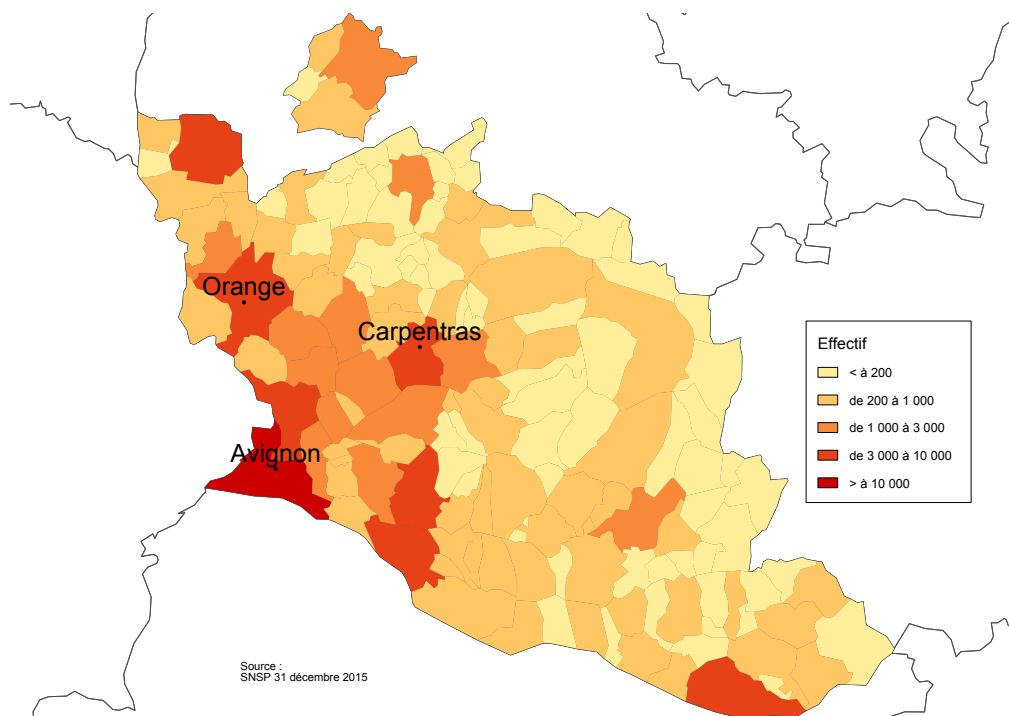 Orange
Carpentras
Avignon
Effectif
< à 200
de 200 à 1 000
de 1 000 à 3 000
de 3 000 à 10 000
> à 10 000
Source :
SNSP 31 décembre 2015